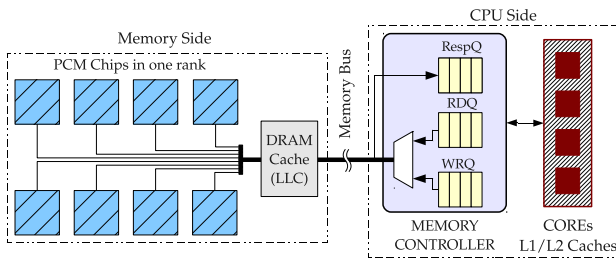 Memory Side
PCM Chips in one rank
DRAM
Cache
(LLC)
Memory Bus
CPU Side
RespQ
RDQ
WRQ
MEMORY
CONTROLLER
COREs
L1/L2 Caches